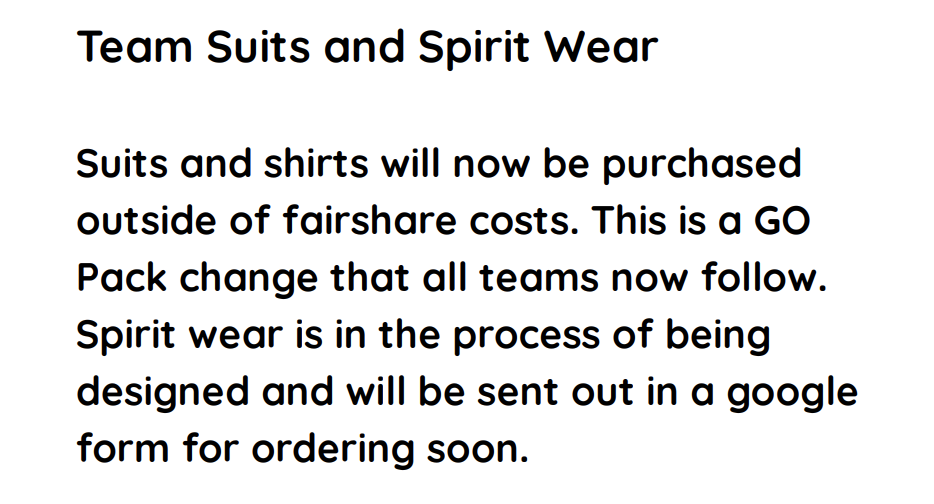 Team Suits and Spirit Wear
Suits and shirts will now be purchased
outside of fairshare costs. This is a GO
Pack change that all teams now follow.
Spirit wear is in the process of being
designed and will be sent out in a google
form for ordering soon.